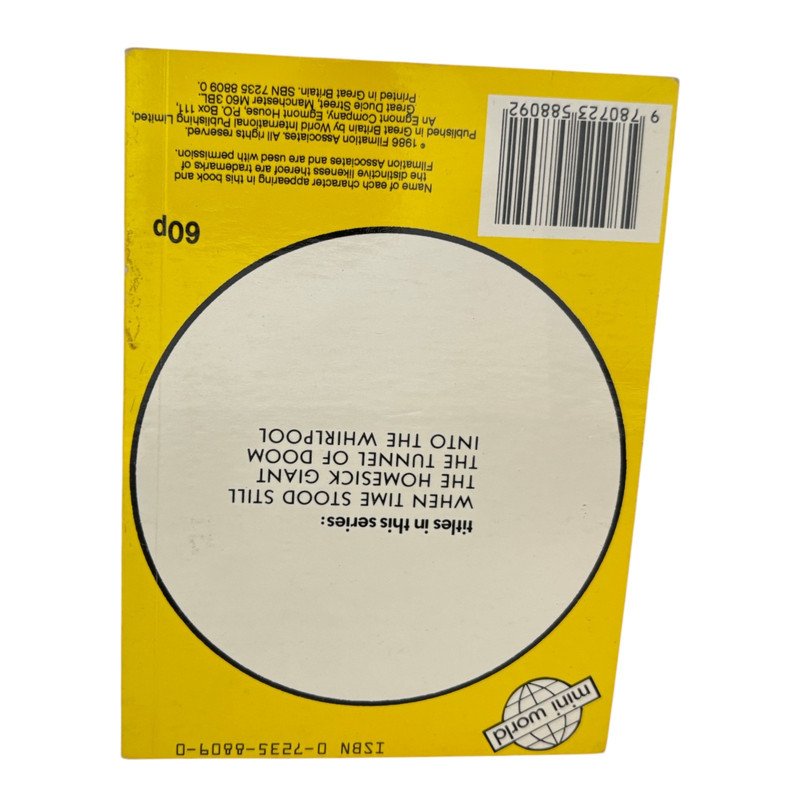 ISBN 0-7235-8809-0
mini world
titles in this series:
WHEN TIME STOOD STILL
THE HOMESICK GIANT
THE TUNNEL OF DOOM
INTO THE WHIRLPOOL
60p
Name of each character appearing in this book and
the distinctive likeness thereof are trademarks of
Filmation Associates and are used with permission.
© 1986 Filmation Associates. All rights reserved.
Published in Great Britain by World International Publishing Limited,
An Egmont Company, Egmont House, P.O. Box 111,
Great Ducie Street, Manchester M60 3BL.
Printed in Great Britain. SBN 7235 8809 0.
9 780723 588092